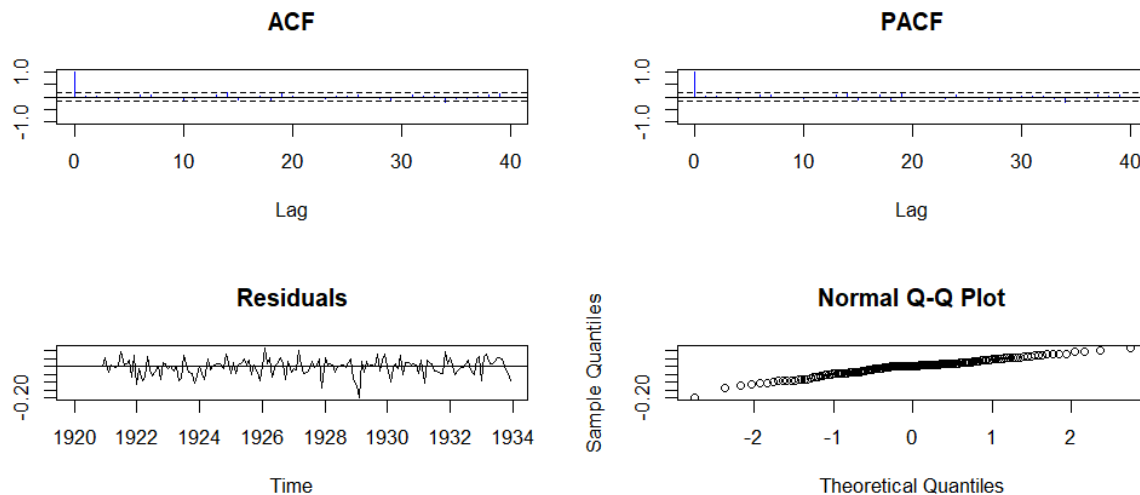 ACF
1.0
-1.0
0 10 20 30 40
Lag
PACF
1.0
-1.0
0 10 20 30 40
Lag
Residuals
-0.20
1920 1922 1924 1926 1928 1930 1932 1934
Time
Normal Q-Q Plot
Sample Quantiles
-0.20
-2 -1 0 1 2
Theoretical Quantiles